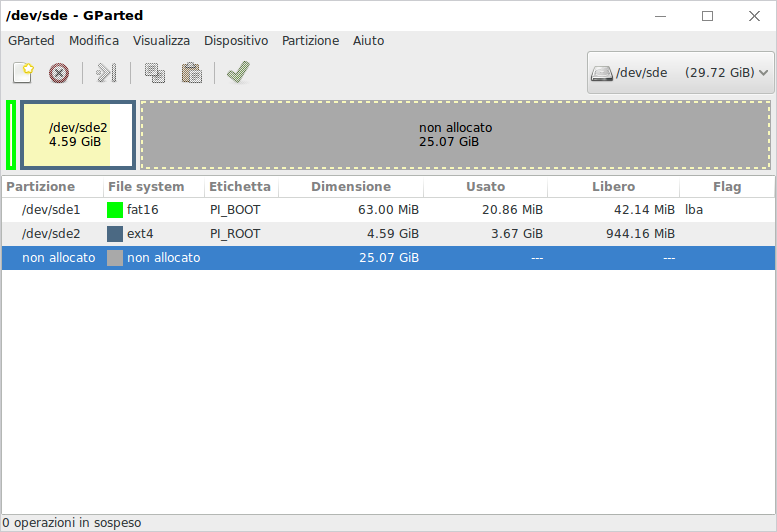 /dev/sde - GParted
GParted Modifica Visualizza Dispositivo Partizione Aiuto
/dev/sde (29.72 GiB)
/dev/sde2
4.59 GiB
non allocato
25.07 GiB
Partizione File system Etichetta Dimensione Usato Libero Flag
/dev/sde1 fat16 PI_BOOT 63.00 MiB 20.86 MiB 42.14 MiB lba
/dev/sde2 ext4 PI_ROOT 4.59 GiB 3.67 GiB 944.16 MiB
non allocato non allocato 25.07 GiB --- ---
0 operazioni in sospeso